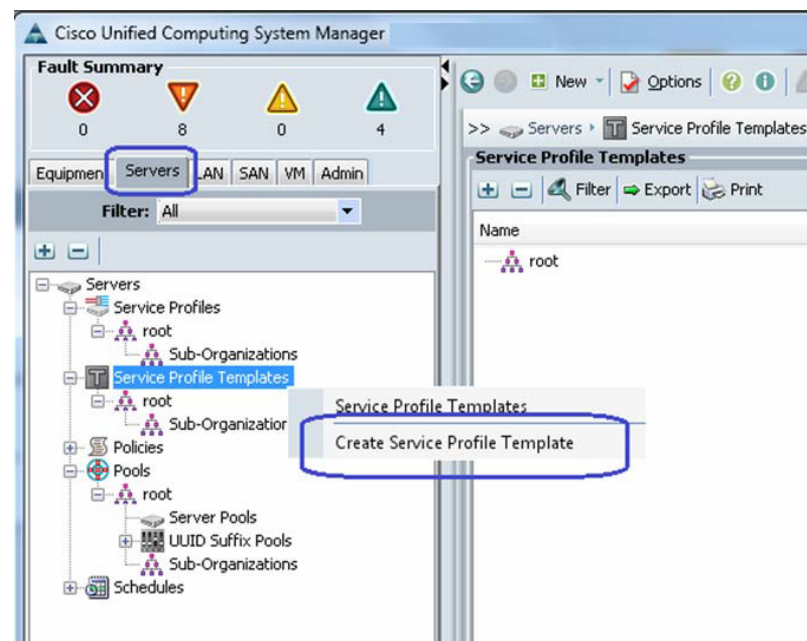 Cisco Unified Computing System Manager
Fault Summary
0 8 0 4
Equipmen Servers LAN SAN VM Admin
Filter: All
Servers
Service Profiles
root
Sub-Organizations
Service Profile Templates
root
Sub-Organization
Policies
Pools
root
Server Pools
UUID Suffix Pools
Sub-Organizations
Schedules
New Options
>> Servers Service Profile Templates
Service Profile Templates
Filter Export Print
Name
root
Service Profile Templates
Create Service Profile Template